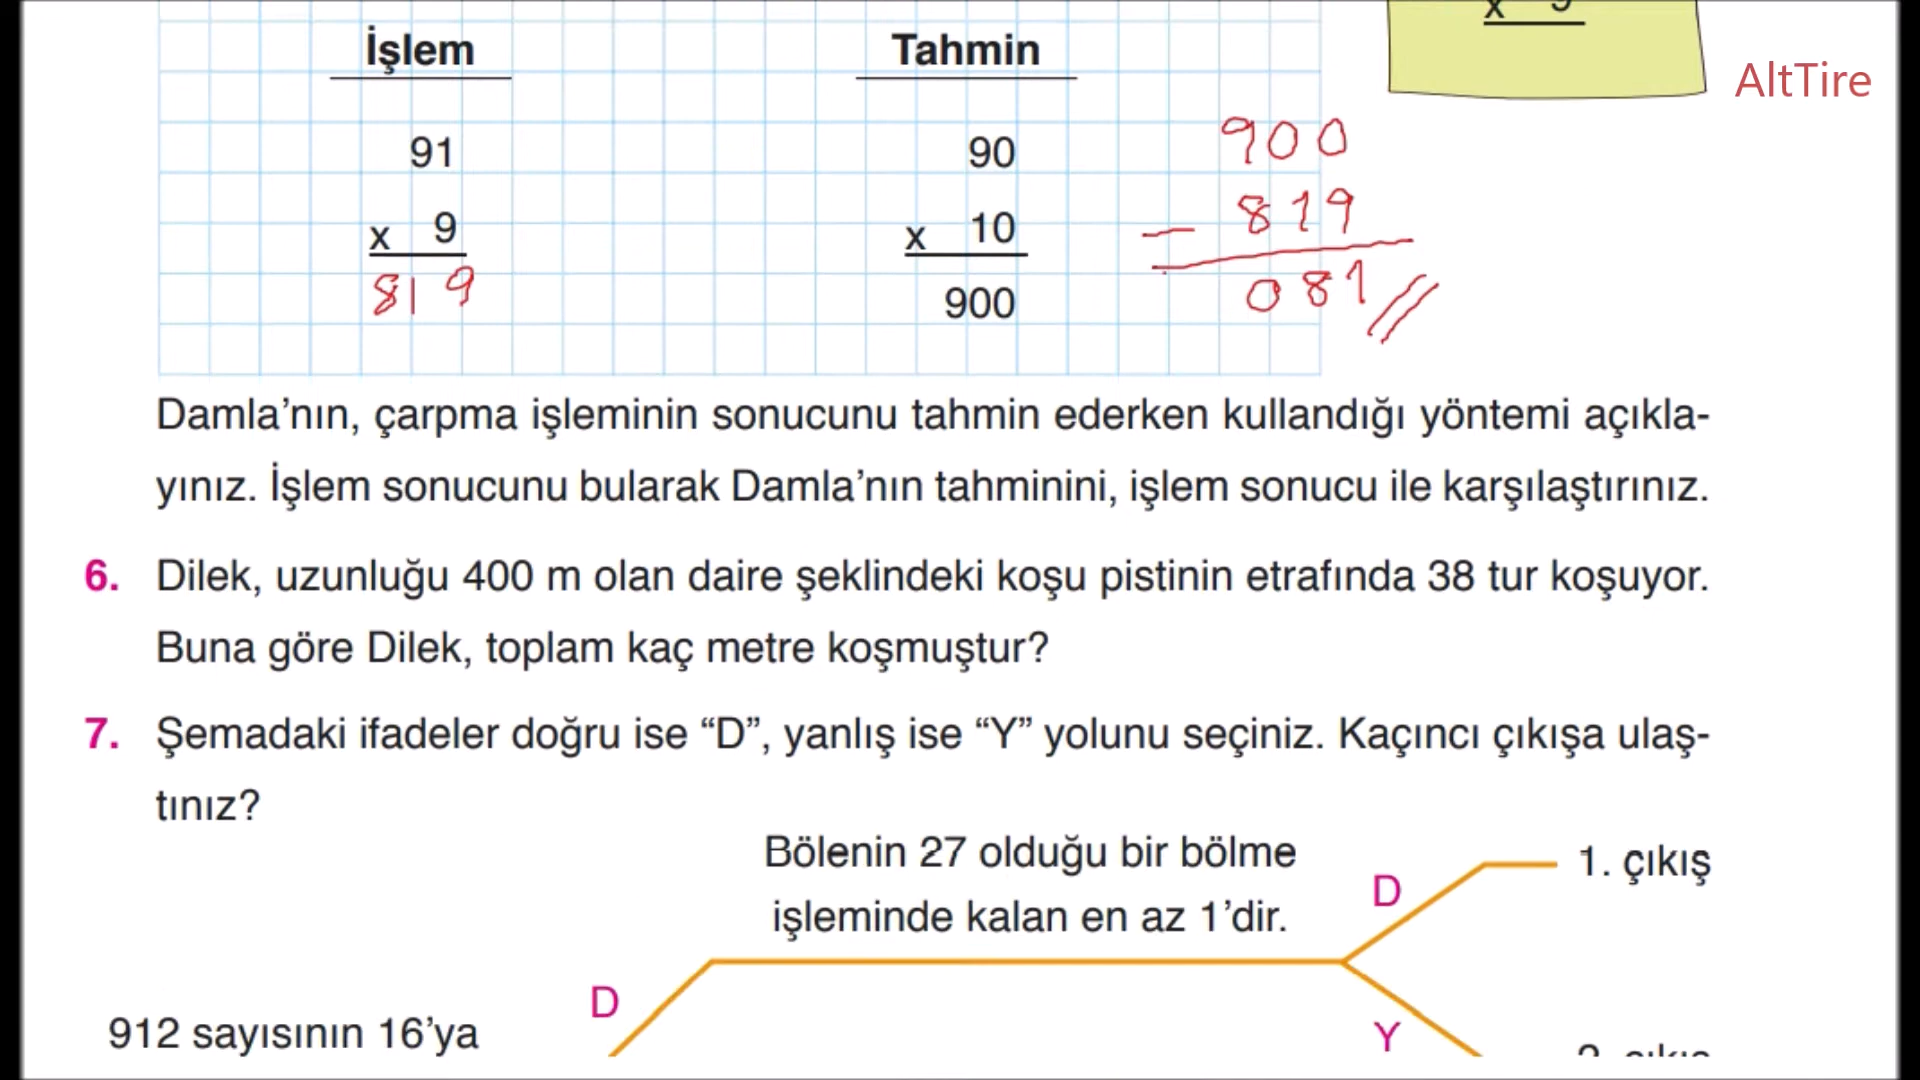 İşlem
Tahmin
AltTire
91
x 9
819
90
x 10
900
900
- 819
081
Damla’nın, çarpma işleminin sonucunu tahmin ederken kullandığı yöntemi açıkla-
yınız. İşlem sonucunu bularak Damla’nın tahminini, işlem sonucu ile karşılaştırınız.
6. Dilek, uzunluğu 400 m olan daire şeklindeki koşu pistinin etrafında 38 tur koşuyor.
Buna göre Dilek, toplam kaç metre koşmuştur?
7. Şemadaki ifadeler doğru ise “D”, yanlış ise “Y” yolunu seçiniz. Kaçıncı çıkışa ulaş-
tınız?
Bölenin 27 olduğu bir bölme
işleminde kalan en az 1’dir.
D
1. çıkış
D
912 sayısının 16’ya
Y